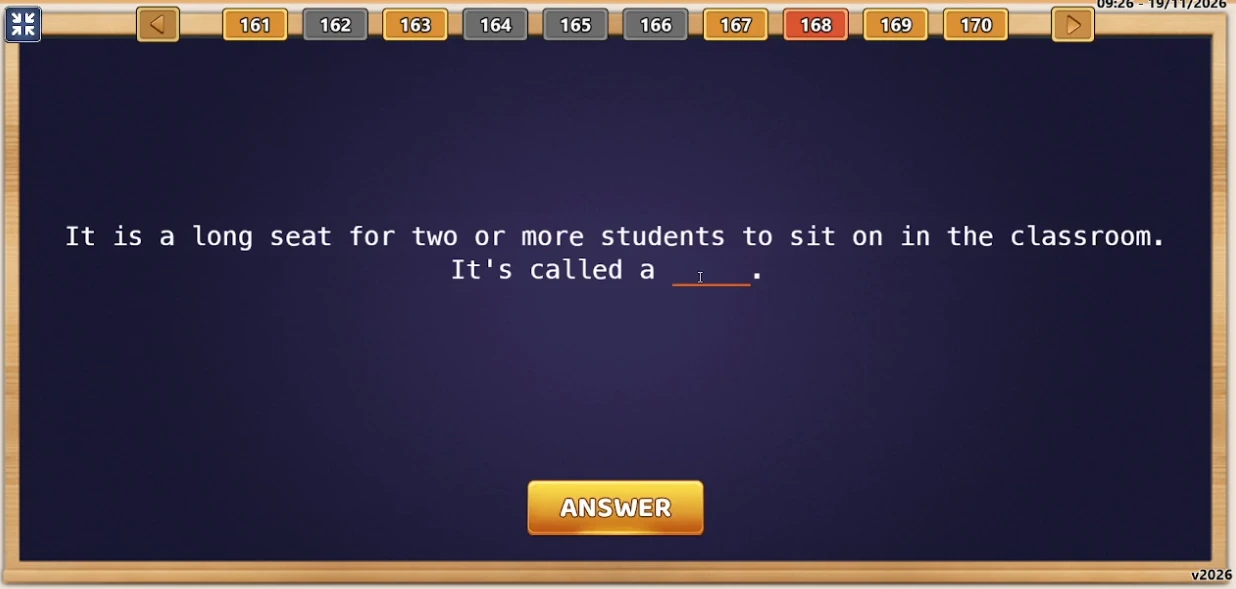 09:26 - 19/11/2026
161 162 163 164 165 166 167 168 169 170
It is a long seat for two or more students to sit on in the classroom.
It's called a _____.
ANSWER
v2026